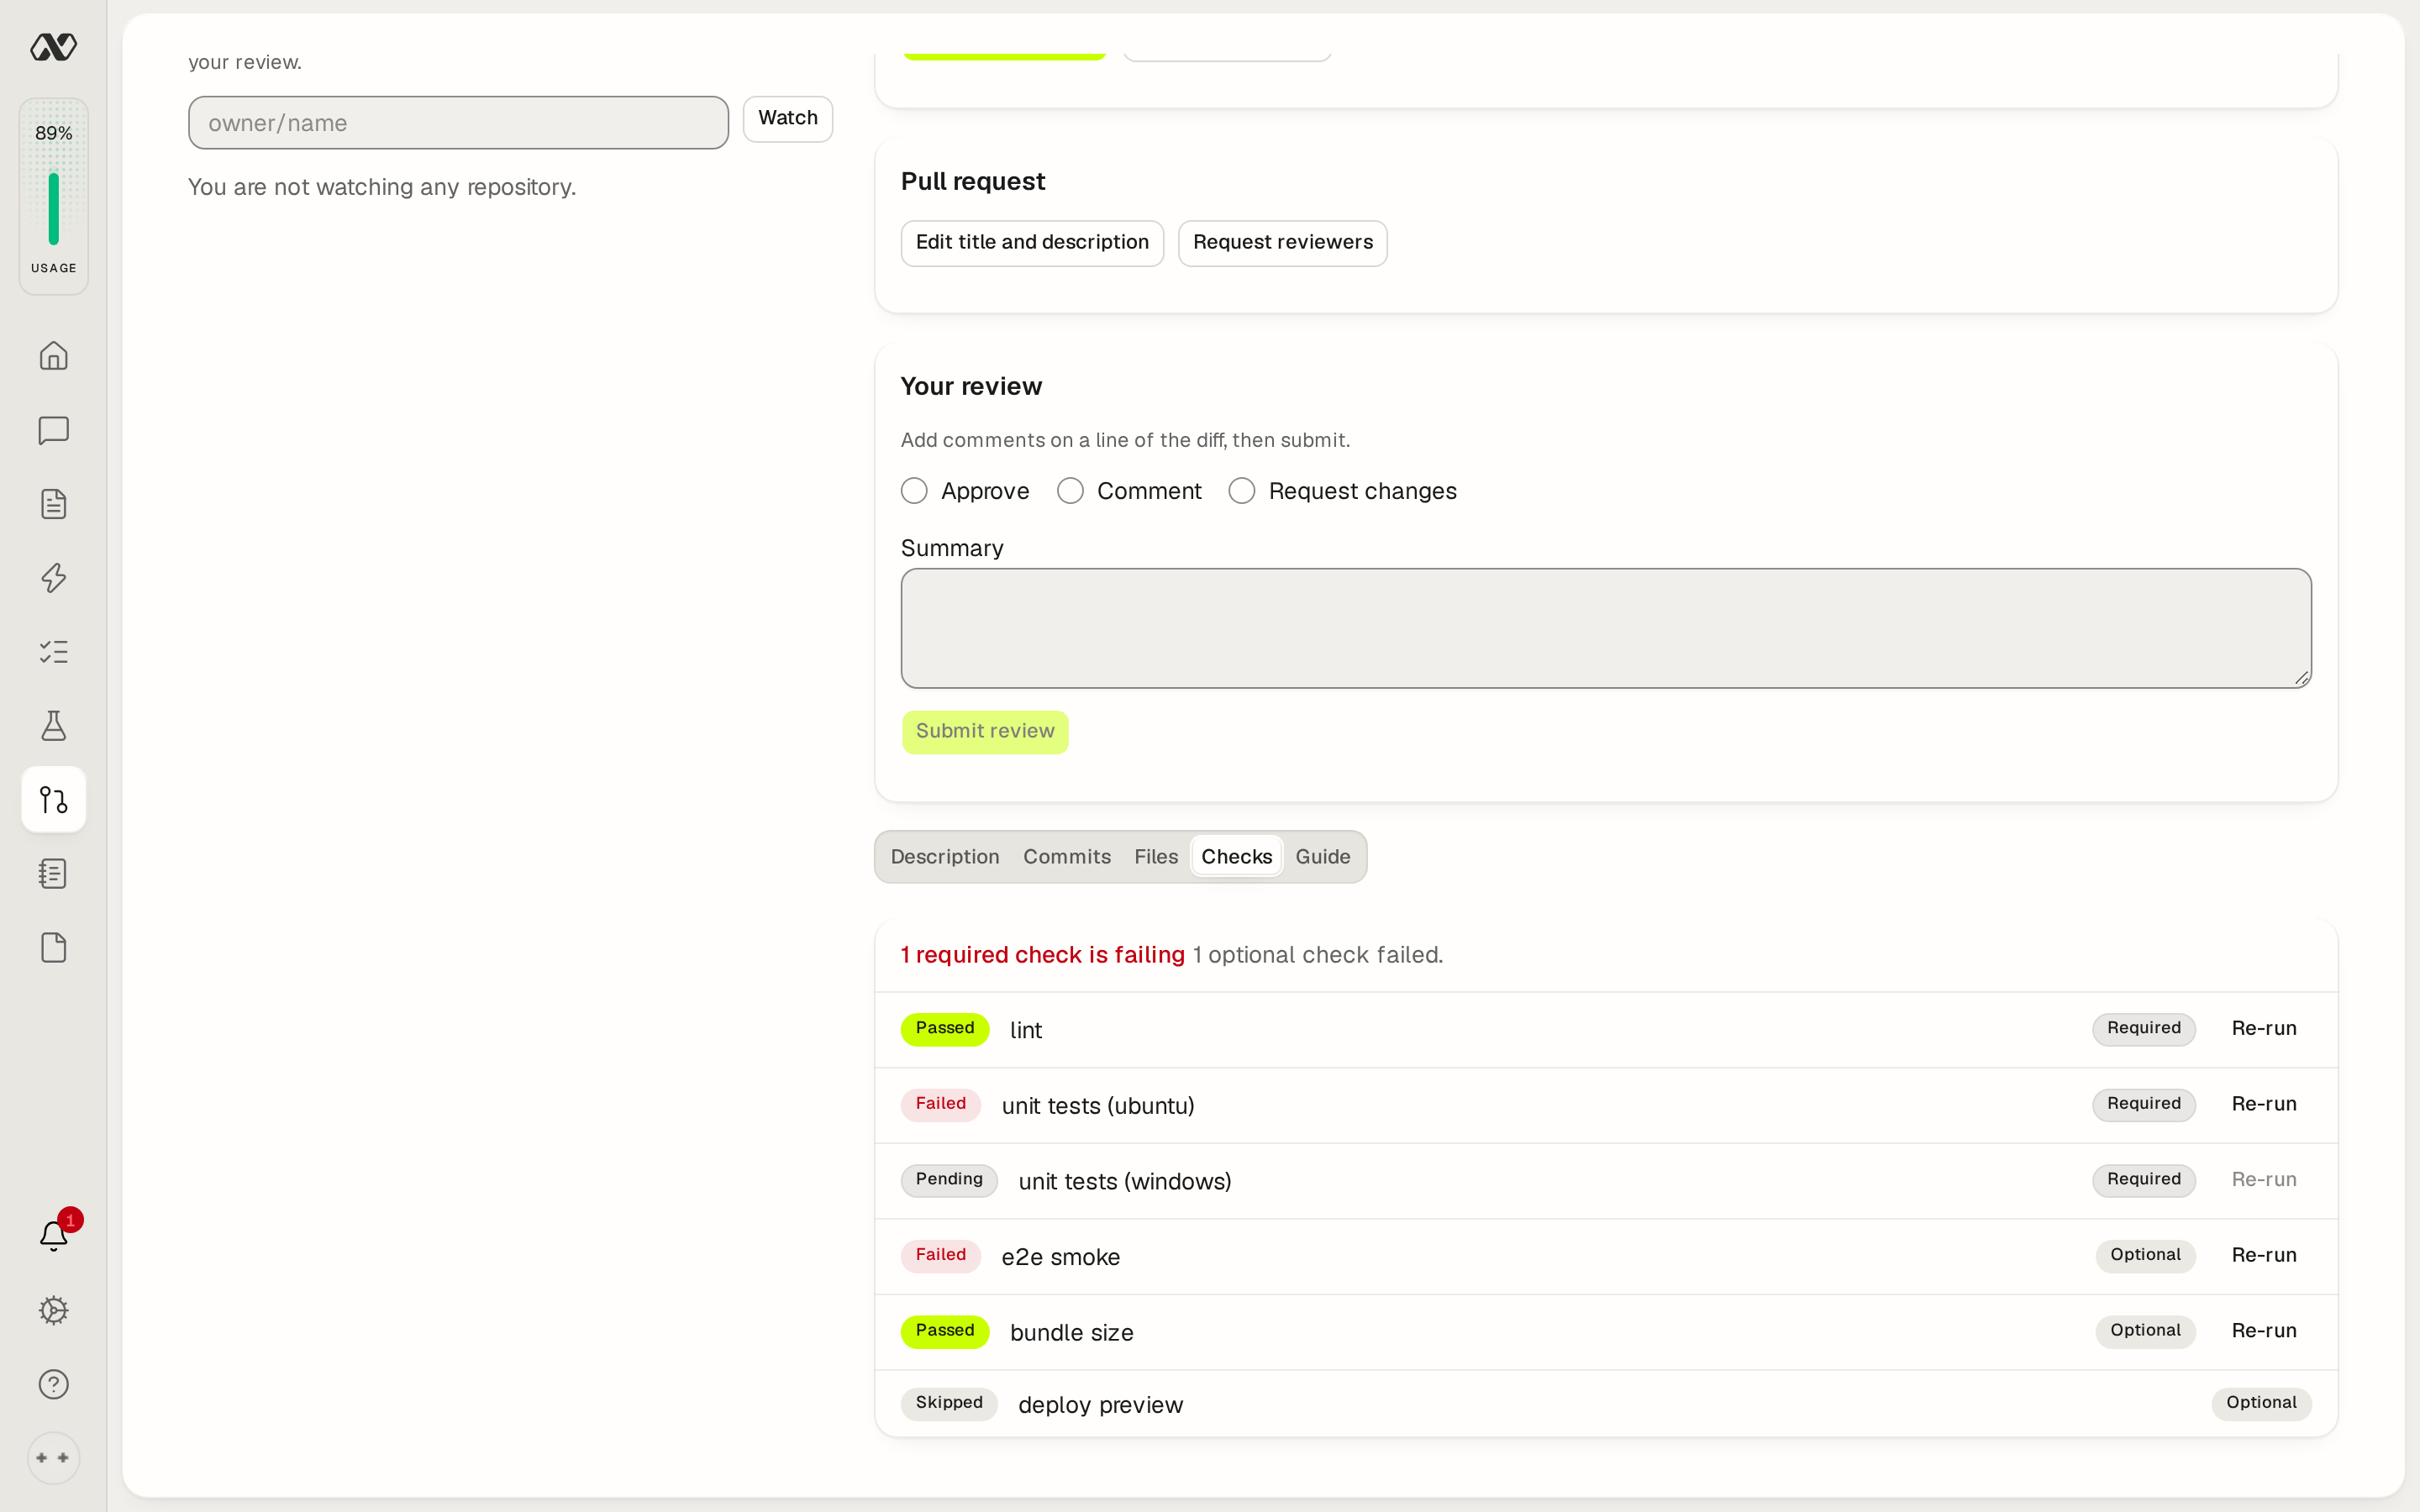 89%
USAGE
1
your review.
owner/name
Watch
You are not watching any repository.
Pull request
Edit title and description
Request reviewers
Your review
Add comments on a line of the diff, then submit.
Approve
Comment
Request changes
Summary
Submit review
Description Commits Files Checks Guide
1 required check is failing 1 optional check failed.
Passed lint Required Re-run
Failed unit tests (ubuntu) Required Re-run
Pending unit tests (windows) Required Re-run
Failed e2e smoke Optional Re-run
Passed bundle size Optional Re-run
Skipped deploy preview Optional